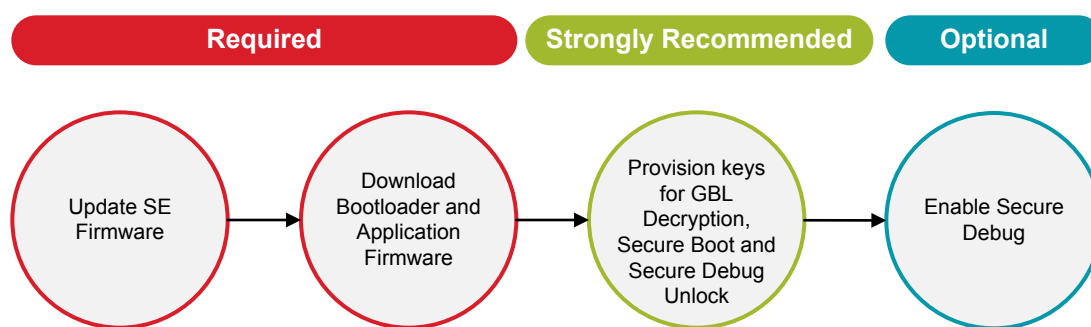 Required
Strongly Recommended
Optional
Update SE
Firmware
Download
Bootloader and
Application
Firmware
Provision keys
for GBL
Decryption,
Secure Boot and
Secure Debug
Unlock
Enable Secure
Debug